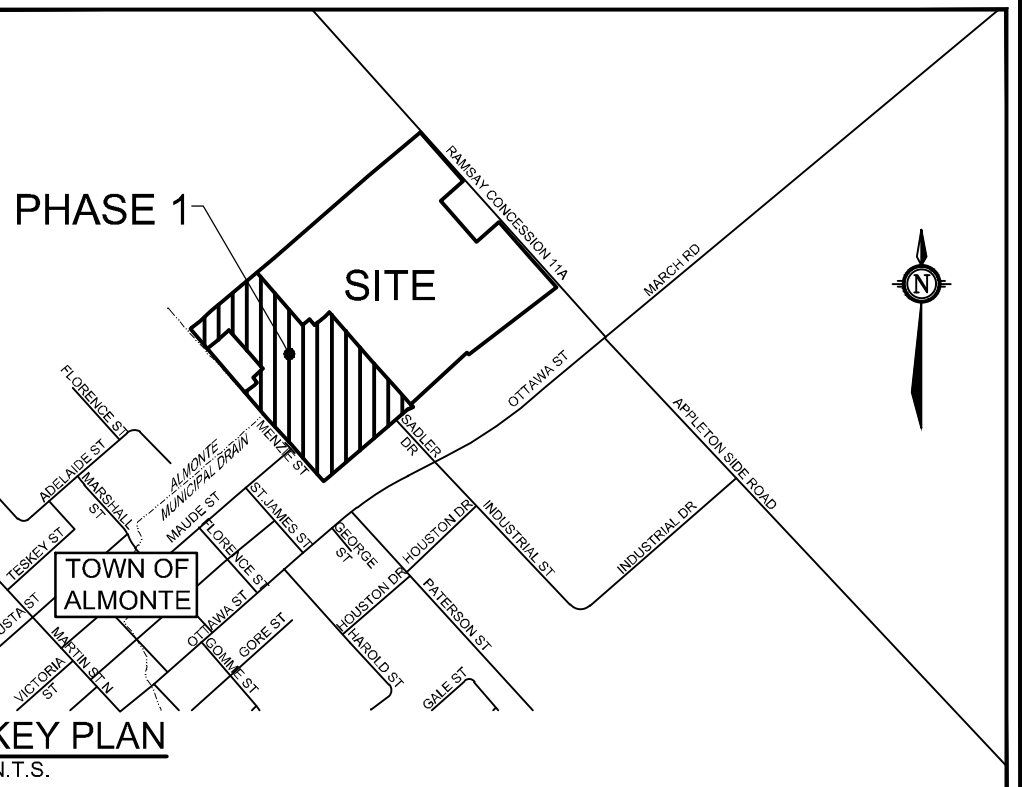 RAMSAY CONCESSION 11A
PHASE 1
MARCH RD
SITE
N
OTTAWA ST
FLORENCE ST
APPLETON SIDE ROAD
SADLER
DR
MENZIE ST
ADELAIDE ST
ALMONTE
MUNICIPAL DRAIN
MARSHALL
ST
MAUDE ST
ST.JAMES ST
INDUSTRIAL ST
INDUSTRIAL DR
HOUSTON DR
GEORGE
ST
FLORENCE ST
TESKEY ST
TOWN OF
ALMONTE
HOUSTON DR
PATERSON ST
USTA ST
OTTAWA ST
GORE ST
HAROLD ST
MARTIN ST N
GOMME ST
VICTORIA
ST
GALE ST
KEY PLAN
N.T.S.